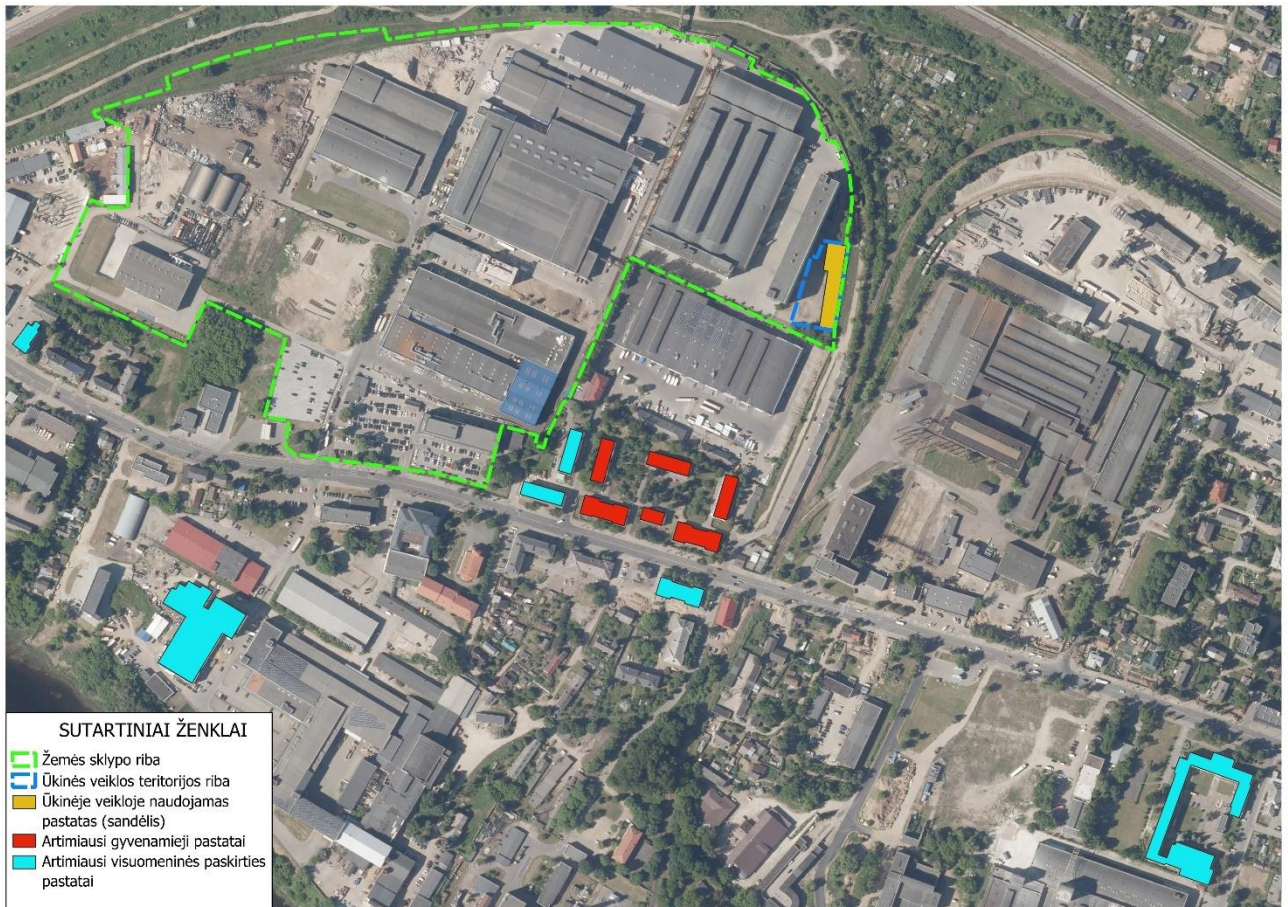 SUTARTINIAI ŽENKLAI
Žemės sklypo riba
Ūkinės veiklos teritorijos riba
Ūkinėje veikloje naudojamas
pastatas (sandėlis)
Artimiausi gyvenamieji pastatai
Artimiausi visuomeninės paskirties
pastatai